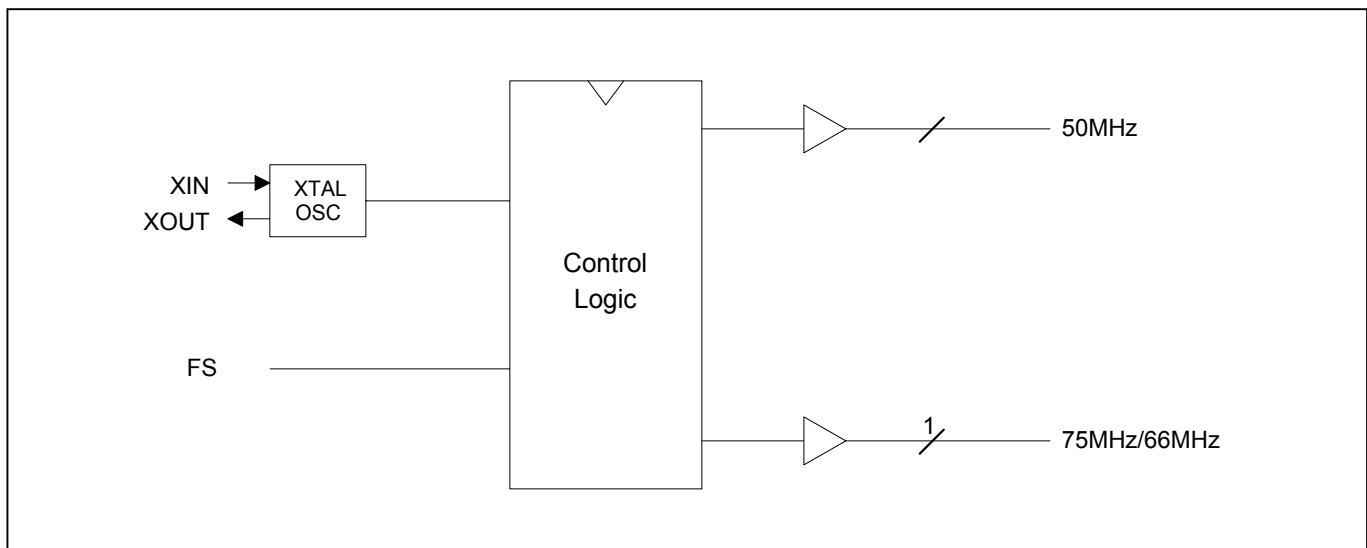 XIN
XOUT
XTAL
OSC
FS
Control
Logic
50MHz
1
75MHz/66MHz